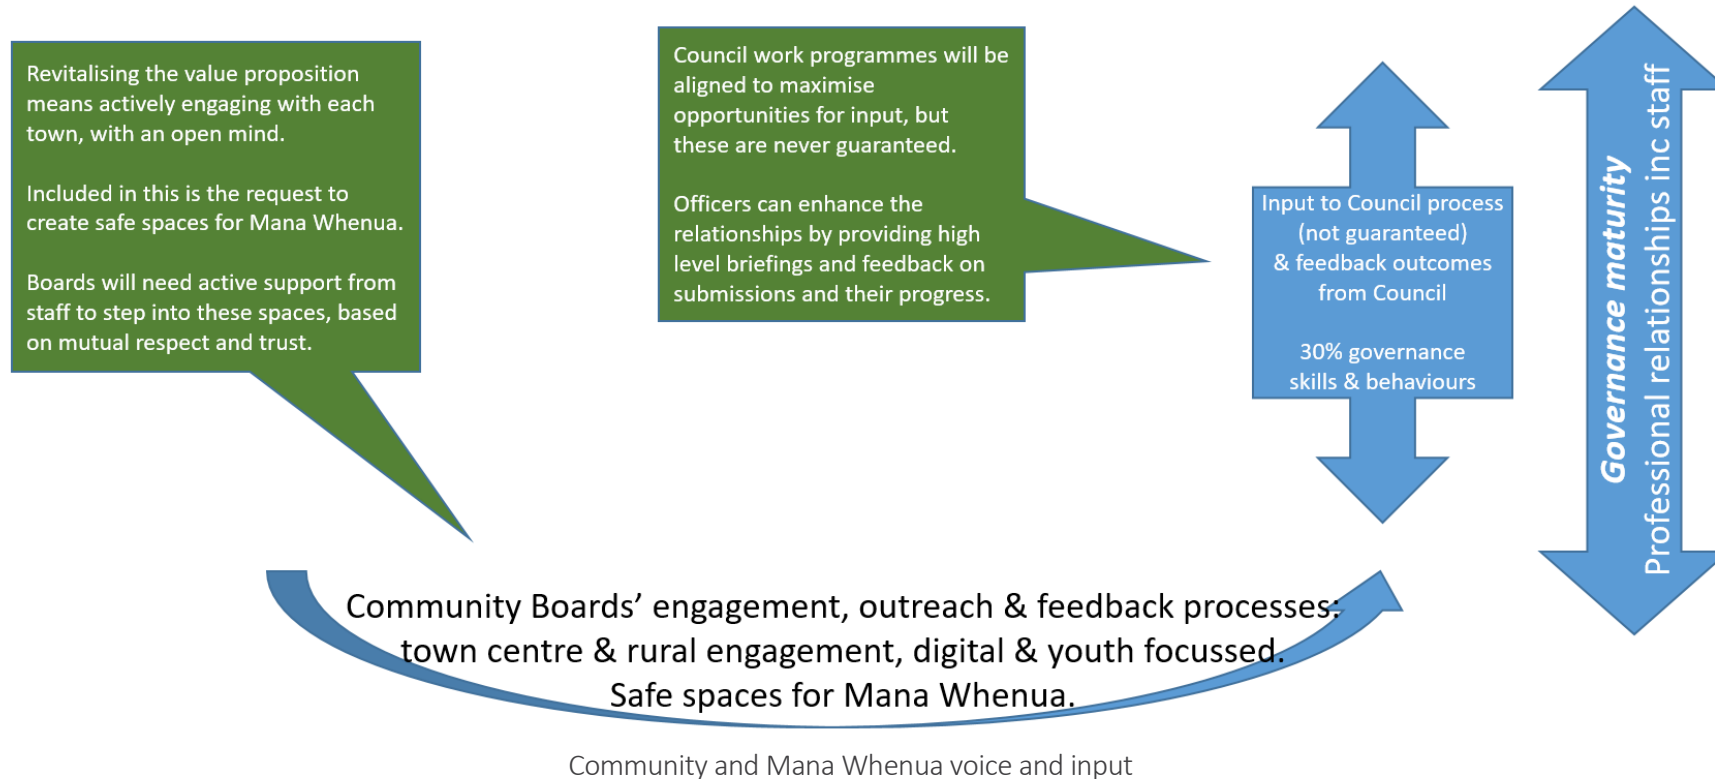 Revitalising the value proposition
means actively engaging with each
town, with an open mind.
Included in this is the request to
create safe spaces for Mana Whenua.
Boards will need active support from
staff to step into these spaces, based
on mutual respect and trust.
Council work programmes will be
aligned to maximise
opportunities for input, but
these are never guaranteed.
Officers can enhance the
relationships by providing high
level briefings and feedback on
submissions and their progress.
Input to Council process
(not guaranteed)
& feedback outcomes
from Council
30% governance
skills & behaviours
Governance maturity
Professional relationships inc staff
Community Boards’ engagement, outreach & feedback processes:
town centre & rural engagement, digital & youth focussed.
Safe spaces for Mana Whenua.
Community and Mana Whenua voice and input